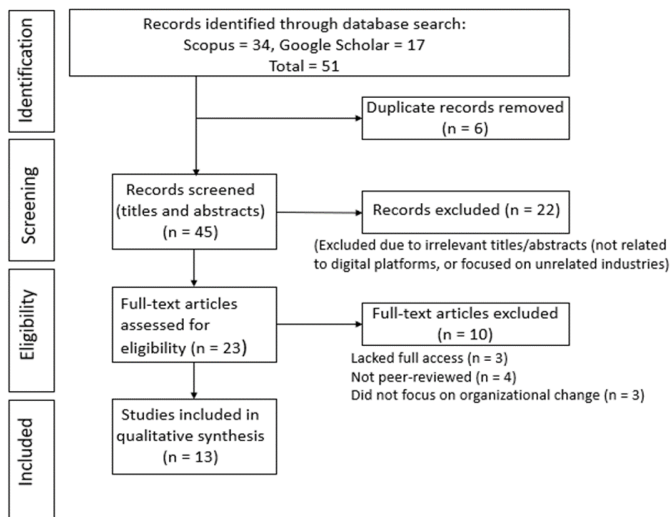 Identification
Records identified through database search:
Scopus = 34, Google Scholar = 17
Total = 51
Duplicate records removed
(n = 6)
Screening
Records screened
(titles and abstracts)
(n = 45)
Records excluded (n = 22)
(Excluded due to irrelevant titles/abstracts (not related
to digital platforms, or focused on unrelated industries)
Eligibility
Full-text articles
assessed for
eligibility (n = 23)
Full-text articles excluded
(n = 10)
Lacked full access (n = 3)
Not peer-reviewed (n = 4)
Did not focus on organizational change (n = 3)
Included
Studies included in
qualitative synthesis
(n = 13)